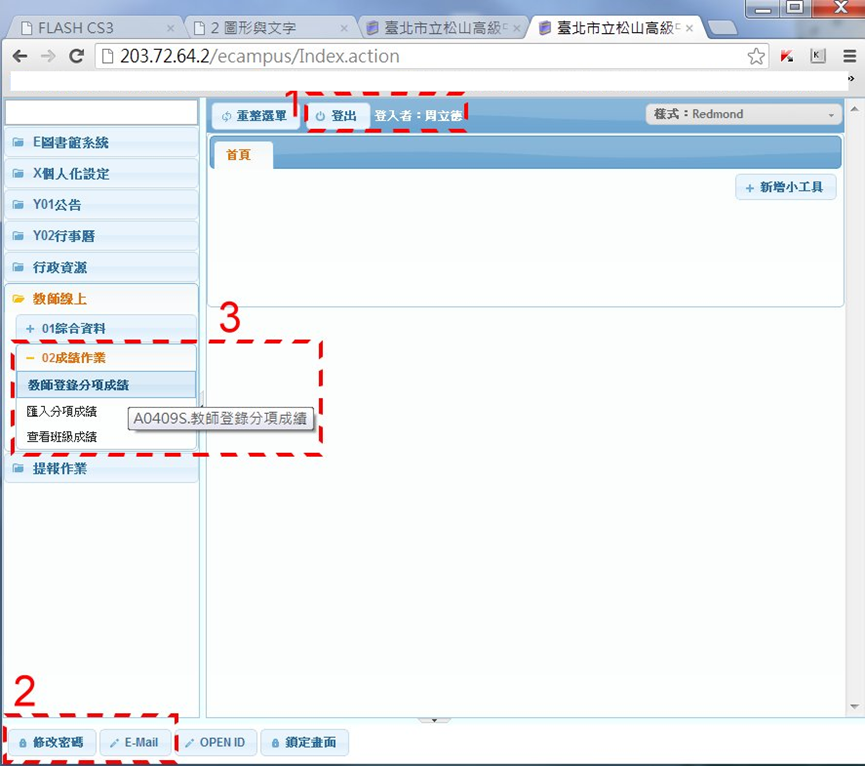 FLASH CS3
2 圖形與文字
臺北市立松山高級
臺北市立松山高級
203.72.64.2/ecampus/Index.action
1
重整選單
登出
登入者：周立德
樣式：Redmond
E圖書館系統
首頁
X個人化設定
新增小工具
Y01公告
Y02行事曆
行政資源
教師線上
3
01綜合資料
02成績作業
教師登錄分項成績
匯入分項成績
A0409S.教師登錄分項成績
查看班級成績
提報作業
2
修改密碼
E-Mail
OPEN ID
鎖定畫面